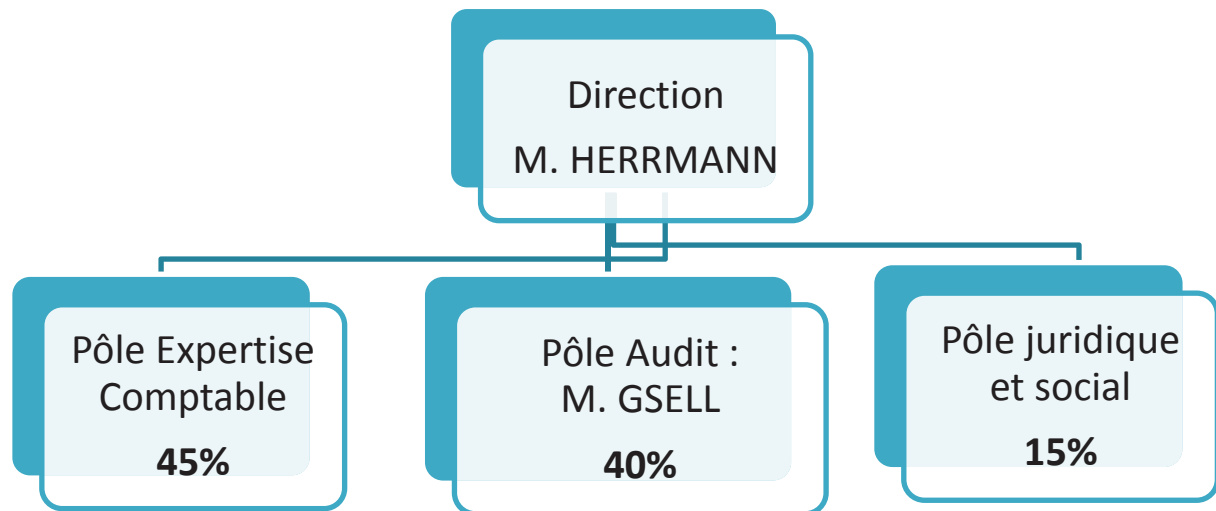 Direction
M. HERRMANN
Pôle Expertise
Comptable
45%
Pôle Audit :
M. GSELL
40%
Pôle juridique
et social
15%